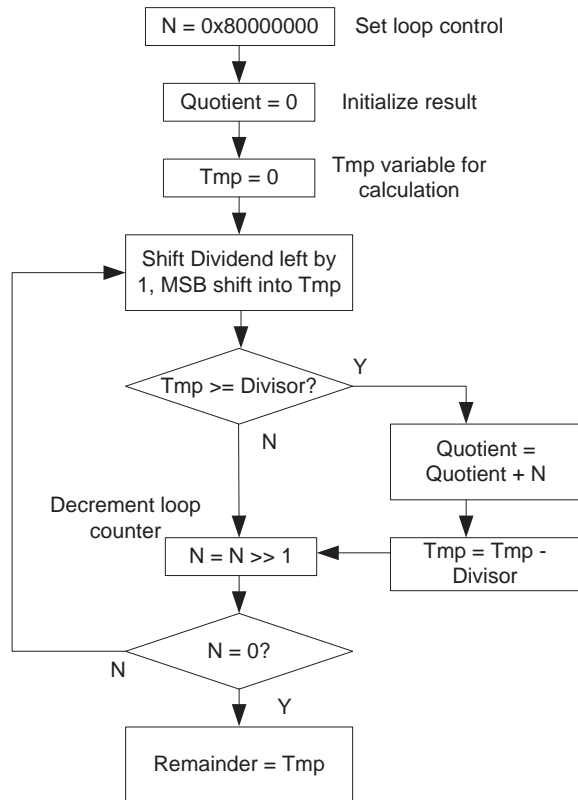 N = 0x80000000
Set loop control
Quotient = 0
Initialize result
Tmp = 0
Tmp variable for
calculation
Shift Dividend left by
1, MSB shift into Tmp
Tmp >= Divisor?
Y
N
Quotient =
Quotient + N
Tmp = Tmp -
Divisor
Decrement loop
counter
N = N >> 1
N = 0?
N
Y
Remainder = Tmp